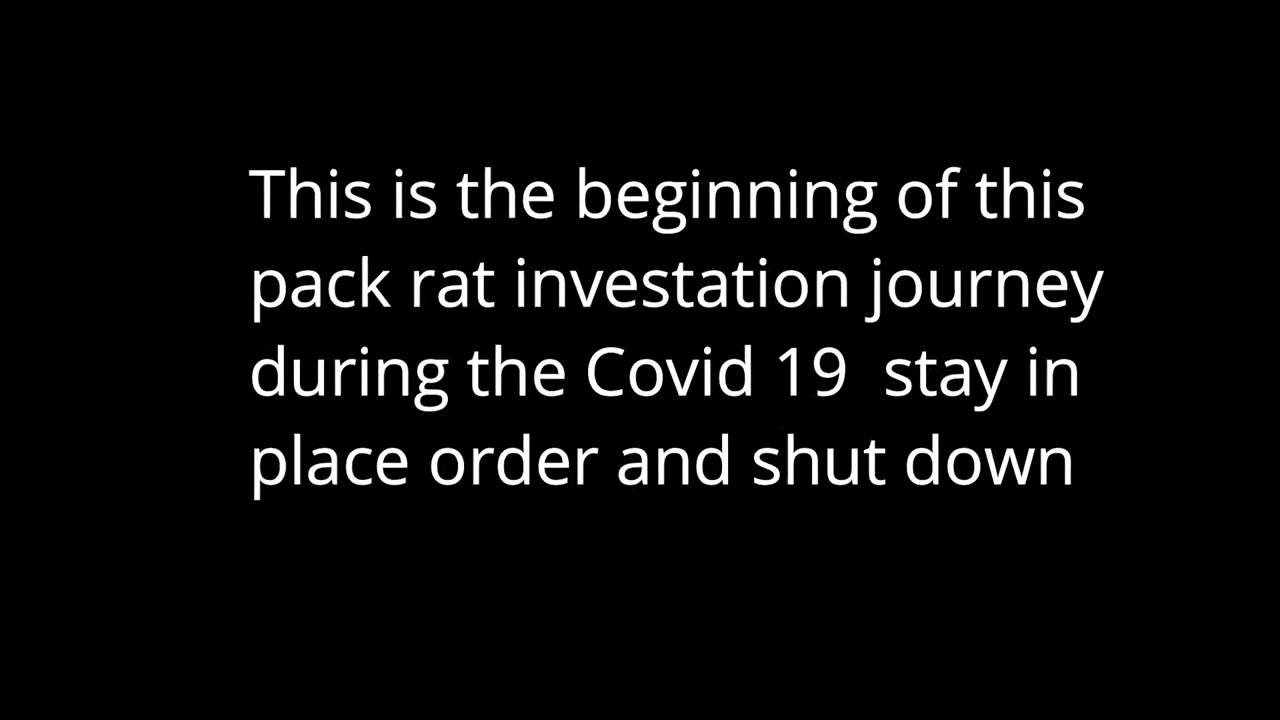 This is the beginning of this
pack rat investation journey
during the Covid 19  stay in
place order and shut down